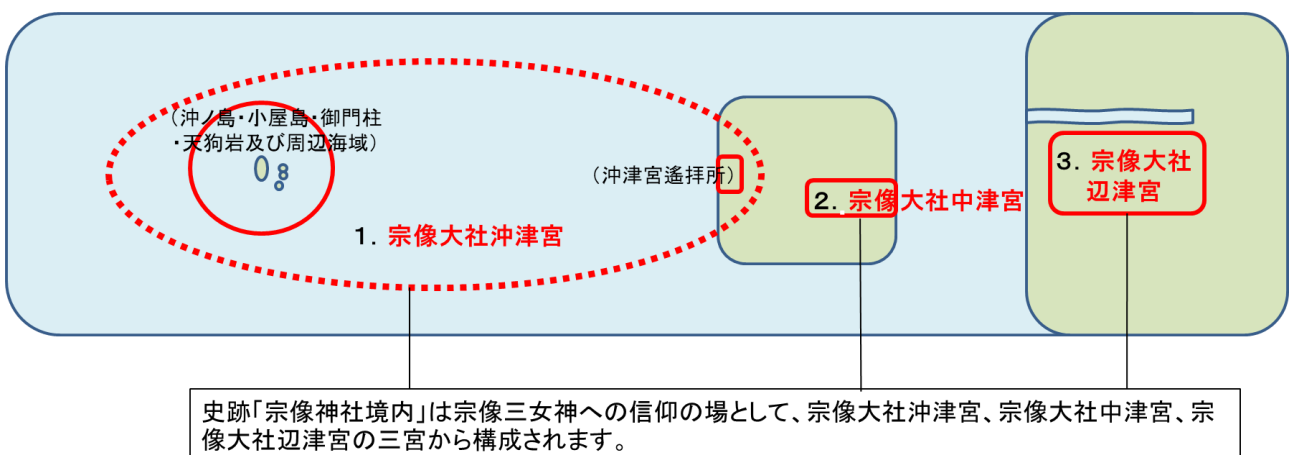 (沖ノ島・小屋島・御門柱
・天狗岩及び周辺海域)
(沖津宮遙拝所)
1. 宗像大社沖津宮
2. 宗像大社中津宮
3. 宗像大社
辺津宮
史跡「宗像神社境内」は宗像三女神への信仰の場として、宗像大社沖津宮、宗像大社中津宮、宗
像大社辺津宮の三宮から構成されます。